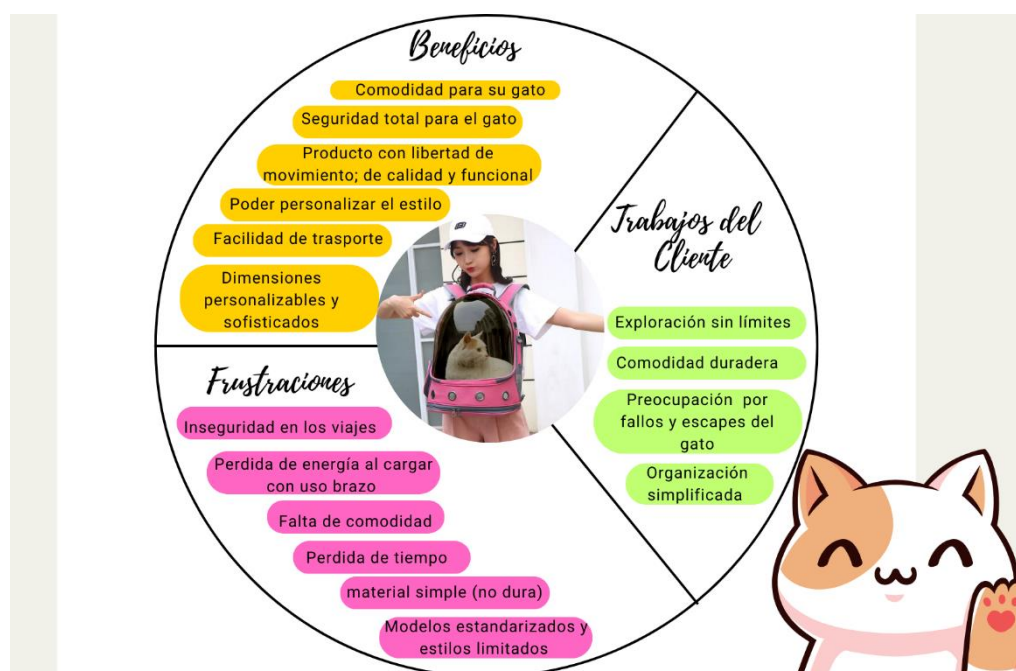 Beneficios
Comodidad para su gato
Seguridad total para el gato
Producto con libertad de
movimiento; de calidad y funcional
Poder personalizar el estilo
Facilidad de trasporte
Dimensiones
personalizables y
sofisticados
Trabajos del
Cliente
Exploración sin límites
Comodidad duradera
Preocupación por
fallos y escapes del
gato
Organización
simplificada
Frustraciones
Inseguridad en los viajes
Perdida de energía al cargar
con uso brazo
Falta de comodidad
Perdida de tiempo
material simple (no dura)
Modelos estandarizados y
estilos limitados